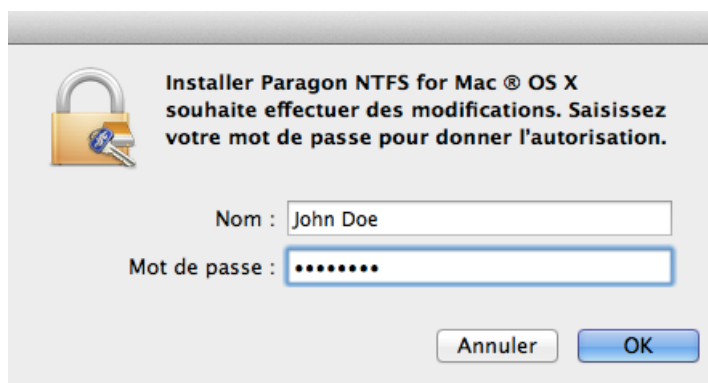 Installer Paragon NTFS for Mac ® OS X
souhaite effectuer des modifications. Saisissez
votre mot de passe pour donner l'autorisation.
Nom : John Doe
Mot de passe : ••••••••
Annuler OK